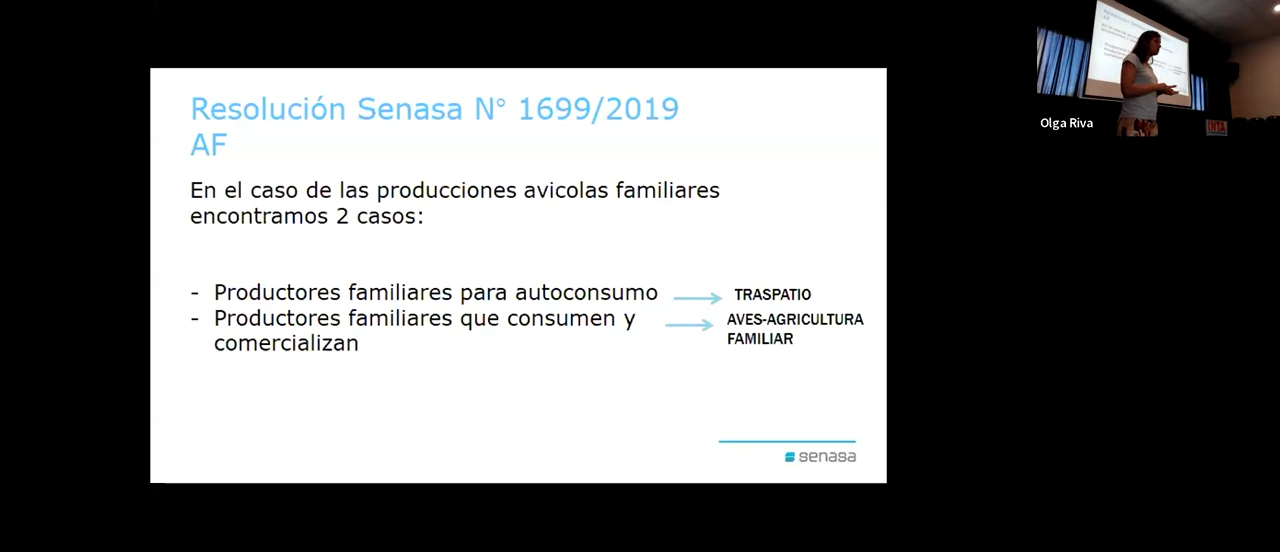 Resolución Senasa N° 1699/2019
AF
En el caso de las producciones avicolas familiares
encontramos 2 casos:
- Productores familiares para autoconsumo
TRASPATIO
- Productores familiares que consumen y
comercializan
AVES-AGRICULTURA
FAMILIAR
senasa
Olga Riva
INTA